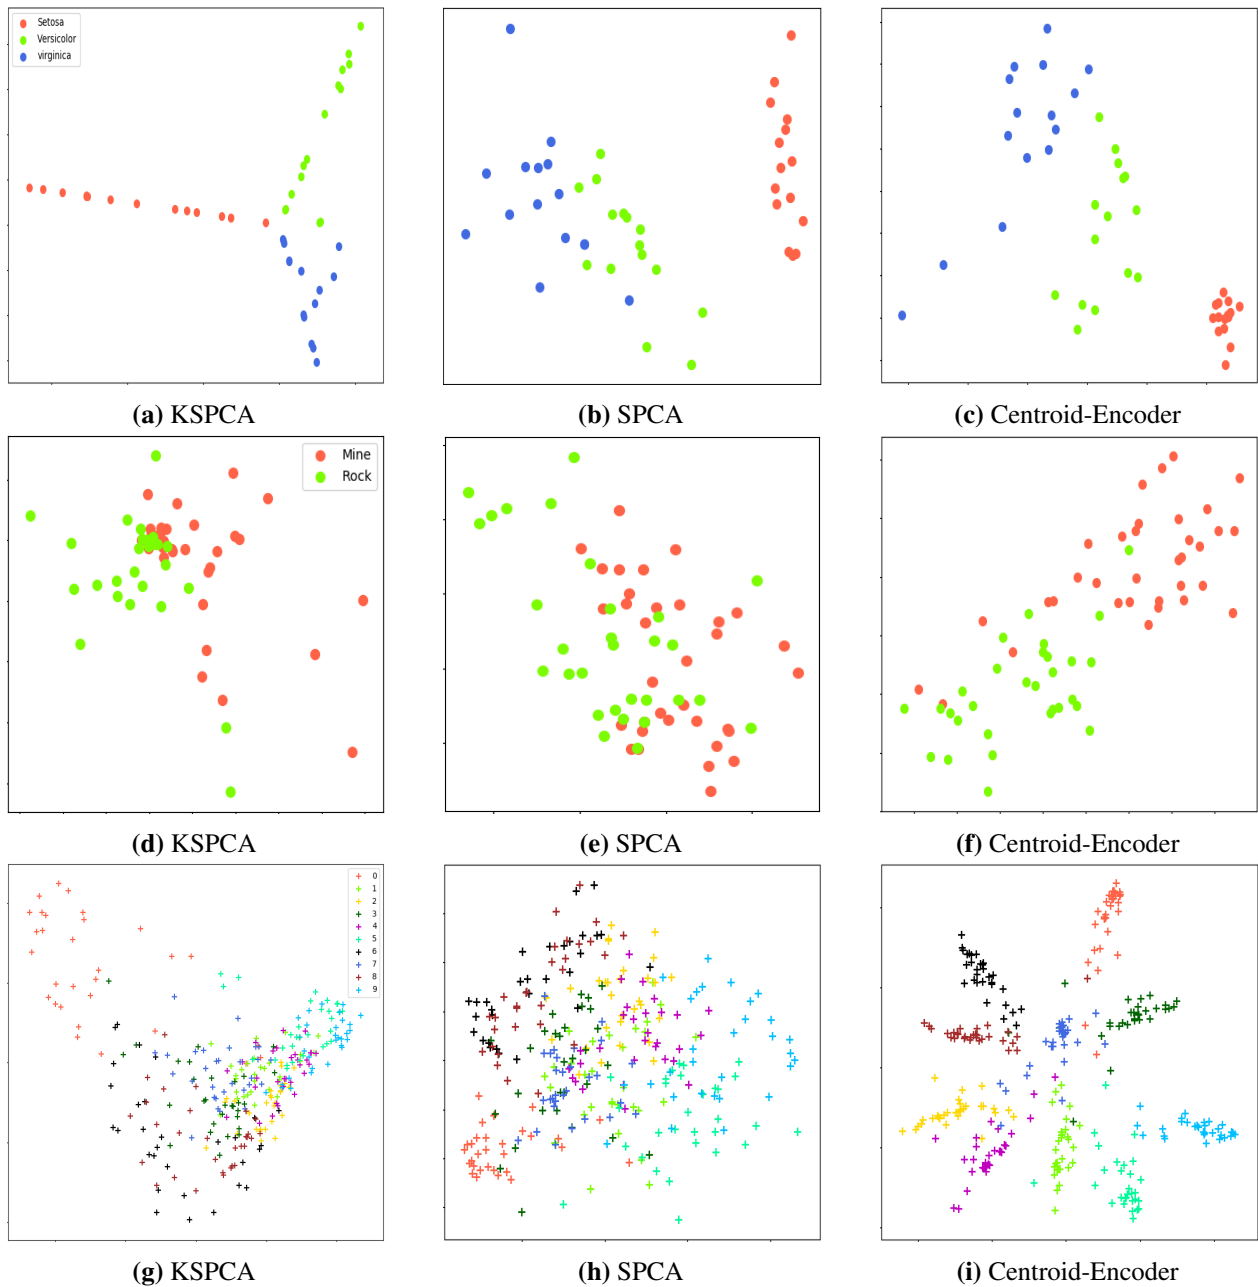 Setosa
Versicolor
virginica
(a) KSPCA
(b) SPCA
(c) Centroid-Encoder
Mine
Rock
(d) KSPCA
(e) SPCA
(f) Centroid-Encoder
0
1
2
3
4
5
6
7
8
9
(g) KSPCA
(h) SPCA
(i) Centroid-Encoder